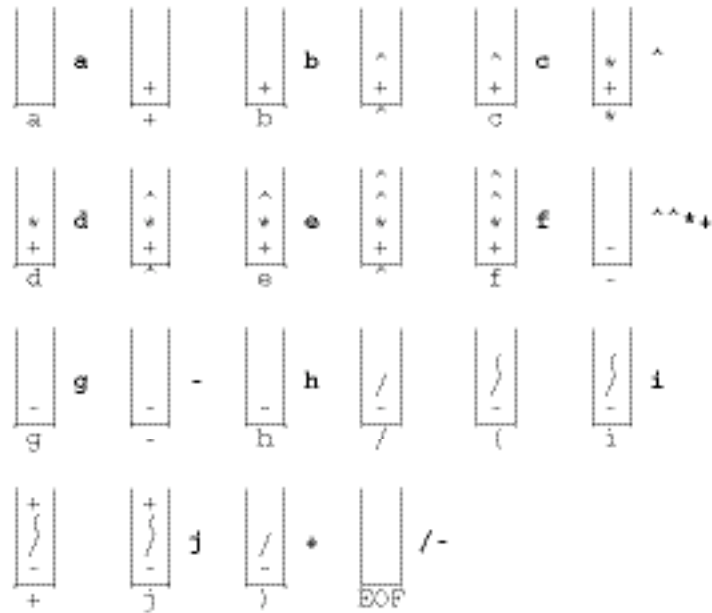 a b ^ ^ c * ^
+ + + + +
a + b ^ c *
^ ^
^ ^ ^ ^
* d * * e * * f ^^*+
+ + + + + -
d ^ e ^ f -
( (
g - h / / / i
- - - - - -
g - h / ( i
+ +
( (
/ / j / + /-
- - -
+ j ) EOF